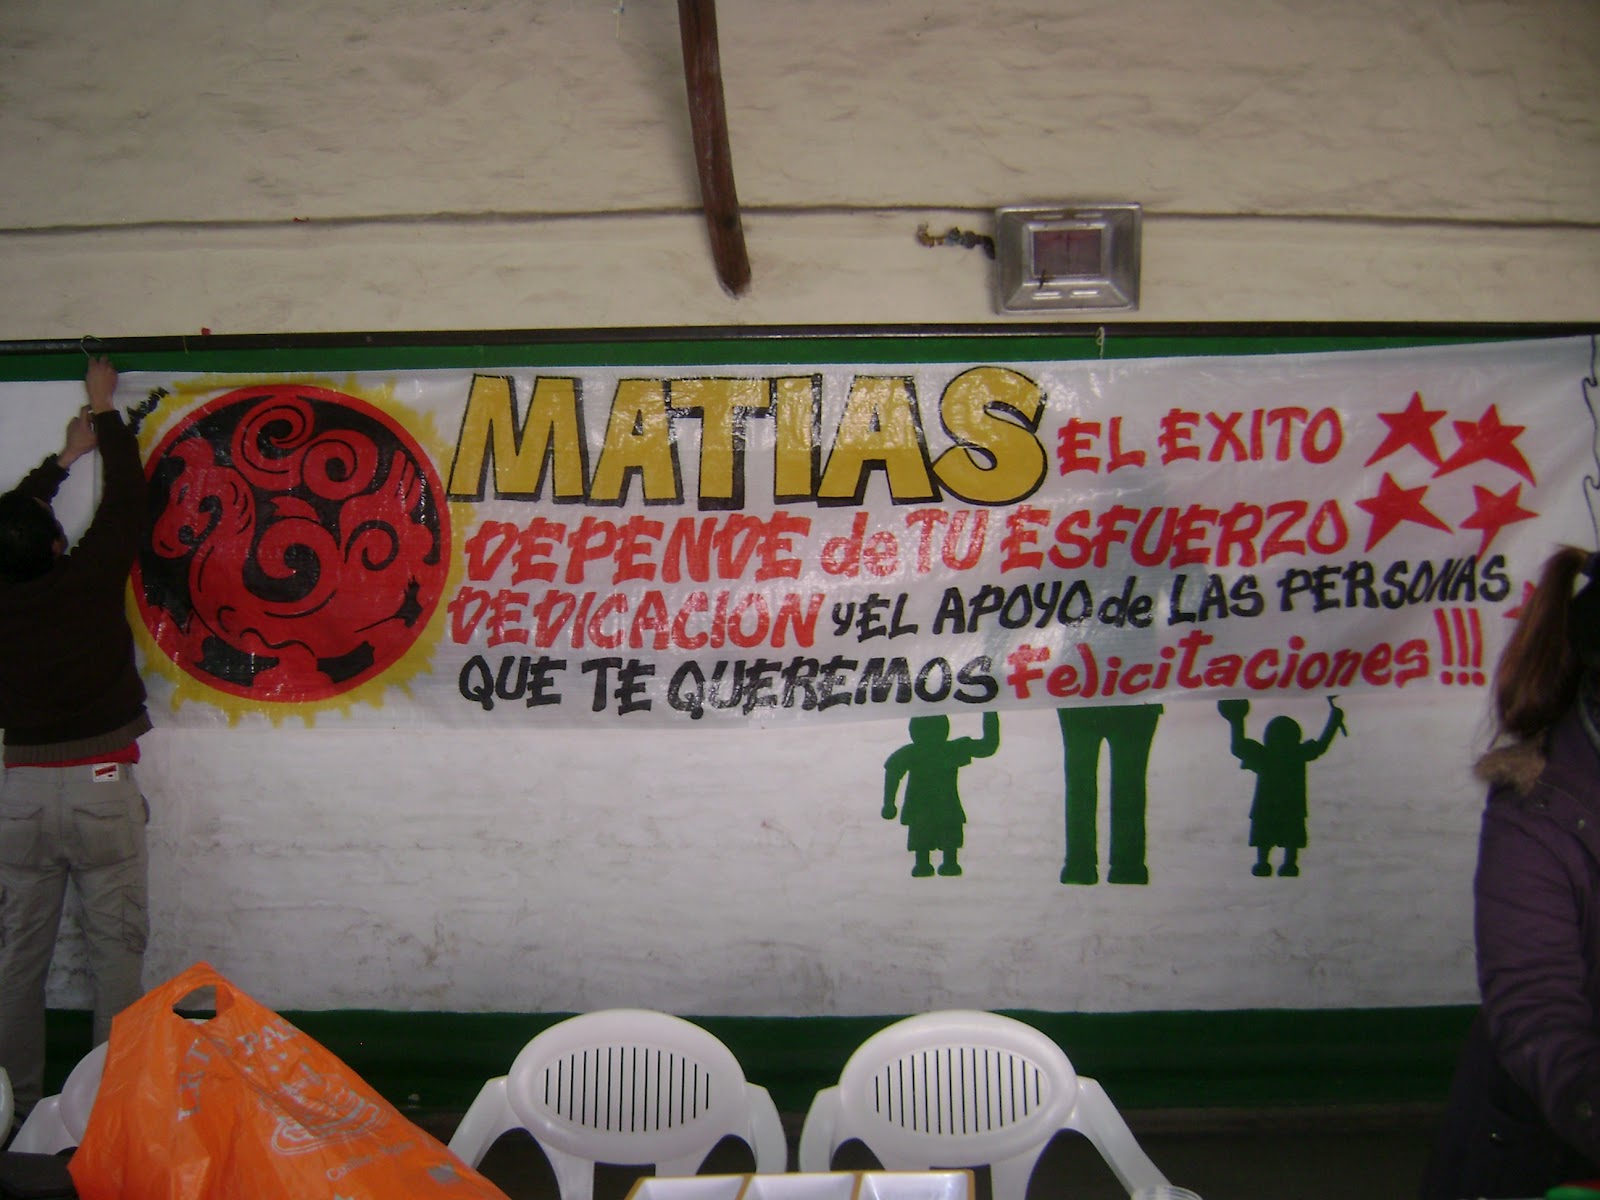 MATIAS EL EXITO
DEPENDE de TU ESFUERZO
DEDICACION y EL APOYO de LAS PERSONAS
QUE TE QUEREMOS Felicitaciones!!!